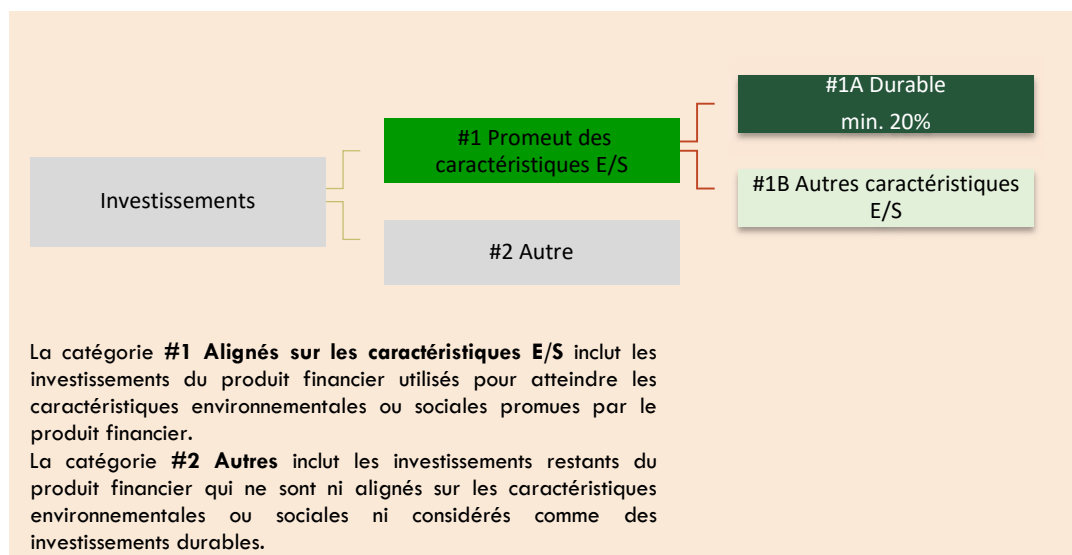 #1A Durable
min. 20%
#1 Promeut des
caractéristiques E/S
Investissements
#1B Autres caractéristiques
E/S
#2 Autre
La catégorie #1 Alignés sur les caractéristiques E/S inclut les
investissements du produit financier utilisés pour atteindre les
caractéristiques environnementales ou sociales promues par le
produit financier.
La catégorie #2 Autres inclut les investissements restants du
produit financier qui ne sont ni alignés sur les caractéristiques
environnementales ou sociales ni considérés comme des
investissements durables.